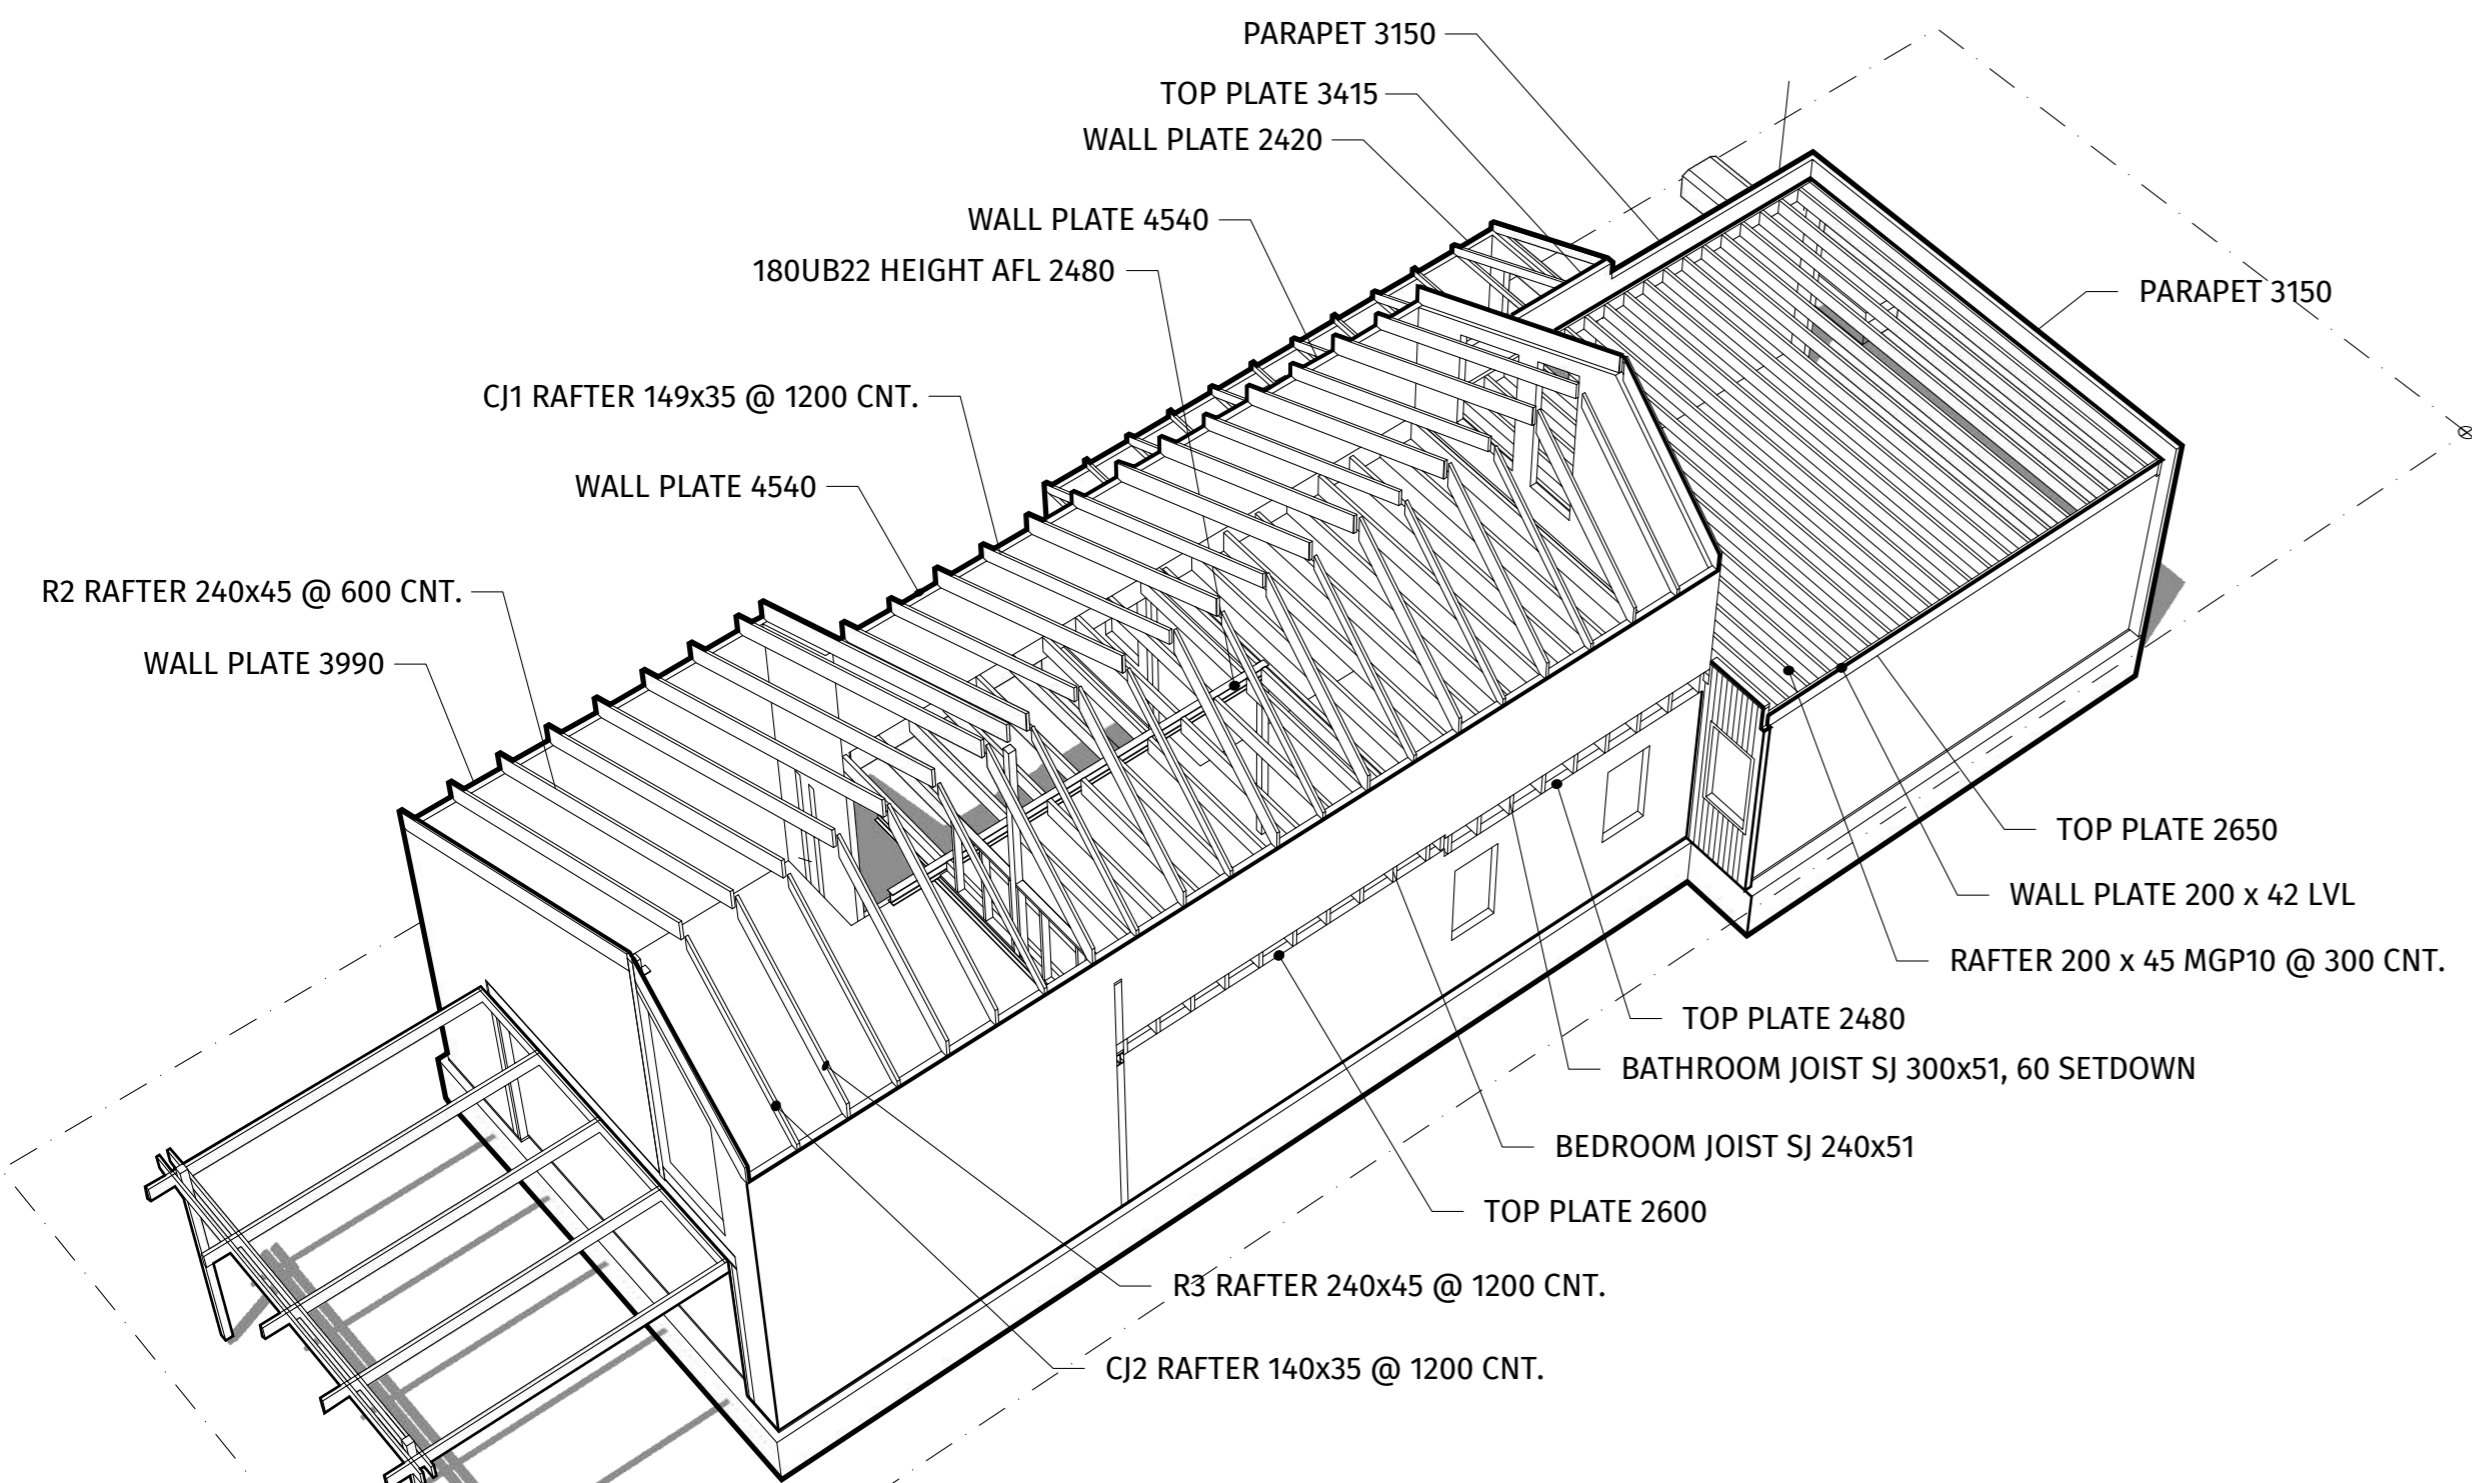 PARAPET 3150
TOP PLATE 3415
WALL PLATE 2420
WALL PLATE 4540
180UB22 HEIGHT AFL 2480
PARAPET 3150
CJ1 RAFTER 149x35 @ 1200 CNT.
WALL PLATE 4540
R2 RAFTER 240x45 @ 600 CNT.
WALL PLATE 3990
TOP PLATE 2650
WALL PLATE 200 x 42 LVL
RAFTER 200 x 45 MGP10 @ 300 CNT.
TOP PLATE 2480
BATHROOM JOIST SJ 300x51, 60 SETDOWN
BEDROOM JOIST SJ 240x51
TOP PLATE 2600
R3 RAFTER 240x45 @ 1200 CNT.
CJ2 RAFTER 140x35 @ 1200 CNT.